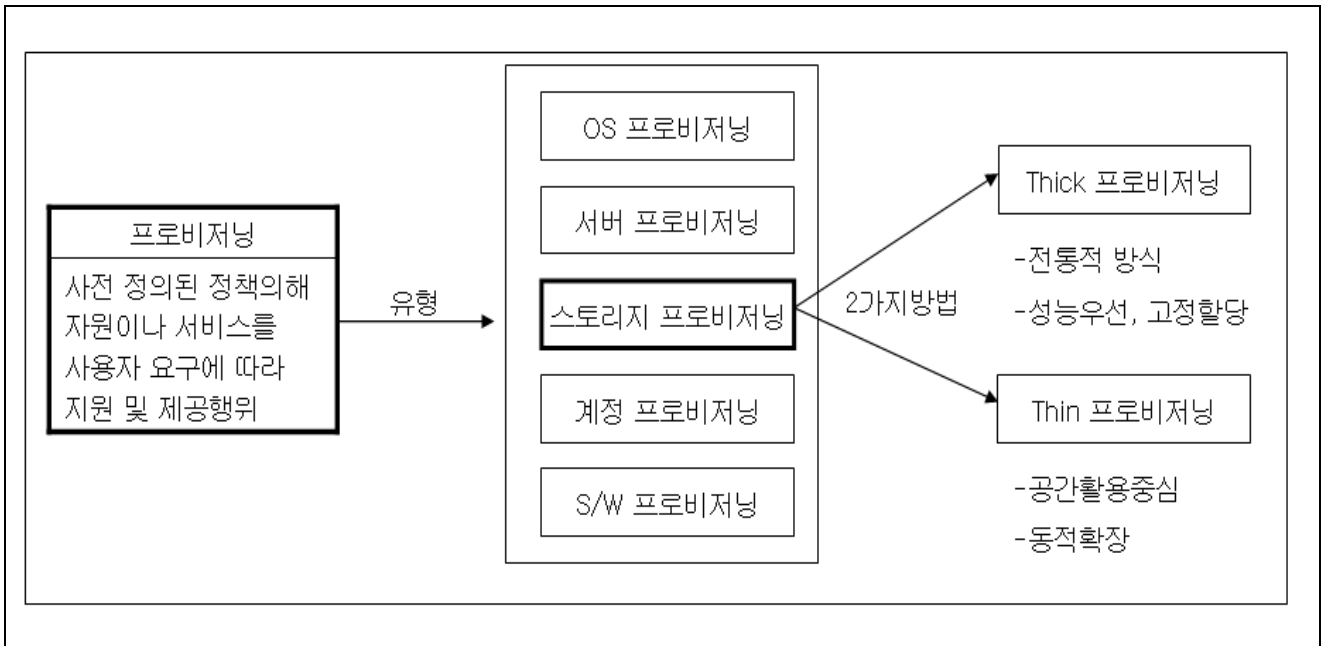 프로비저닝
사전 정의된 정책의해
자원이나 서비스를
사용자 요구에 따라
지원 및 제공행위
유형
OS 프로비저닝
서버 프로비저닝
스토리지 프로비저닝
계정 프로비저닝
S/W 프로비저닝
2가지방법
Thick 프로비저닝
-전통적 방식
-성능우선, 고정할당
Thin 프로비저닝
-공간활용중심
-동적확장